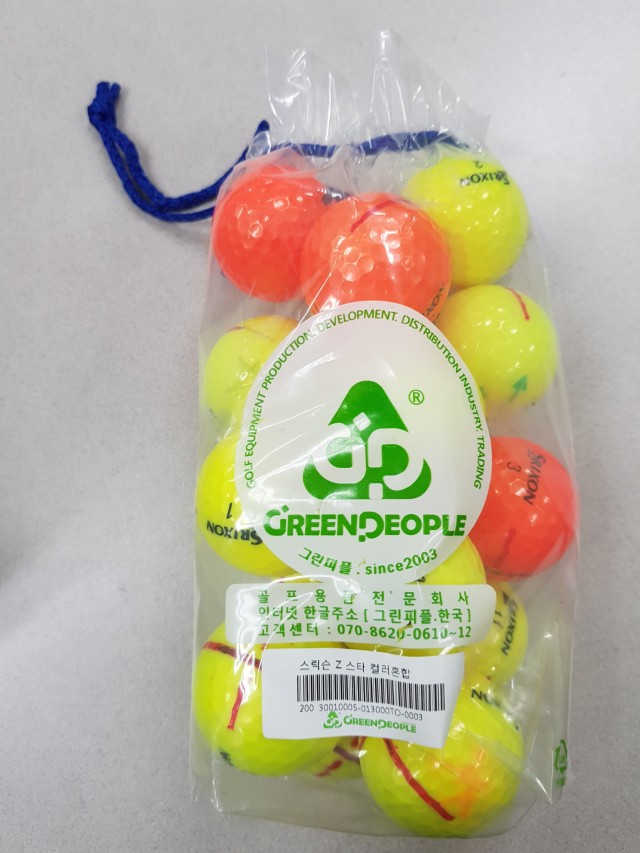 SRIXON
2
GOLF EQUIPMENT PRODUCTION. DEVELOPMENT. DISTRIBUTION INDUSTRY. TRADING
®
GREENPEOPLE
그린피플. since2003
SRIXON
3
SRIXON
1
골 프 용 품 전 문 회 사
인터넷 한글주소 [ 그린피플.한국 ]
고객센터 : 070-8620-0610~12
SRIXON
스릭슨 Z 스타 컬러혼합
200 30010005-013000TO-0003
GREENPEOPLE